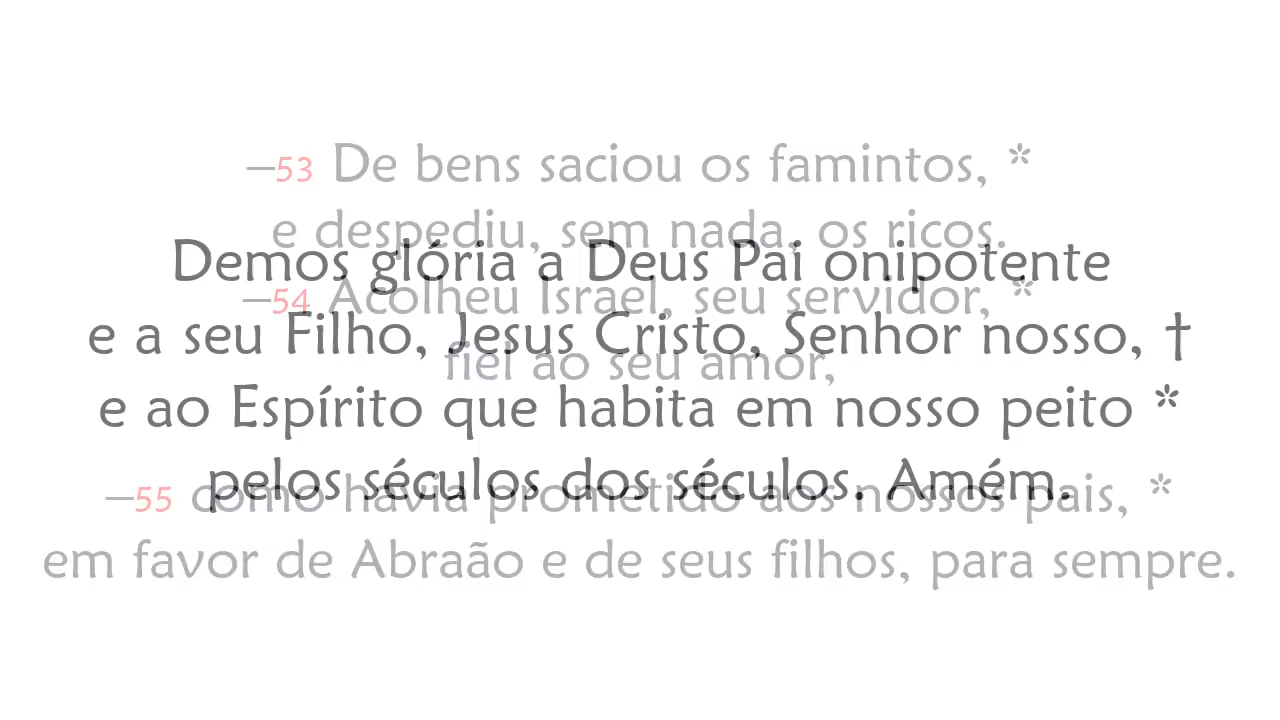 –53 De bens saciou os famintos, *
e despediu, sem nada, os ricos.
Demos glória a Deus Pai onipotente
–54 Acolheu Israel, seu servidor, *
e a seu Filho, Jesus Cristo, Senhor nosso, †
fiel ao seu amor,
e ao Espírito que habita em nosso peito *
pelos séculos dos séculos. Amém.
–55 como havia prometido aos nossos pais, *
em favor de Abraão e de seus filhos, para sempre.